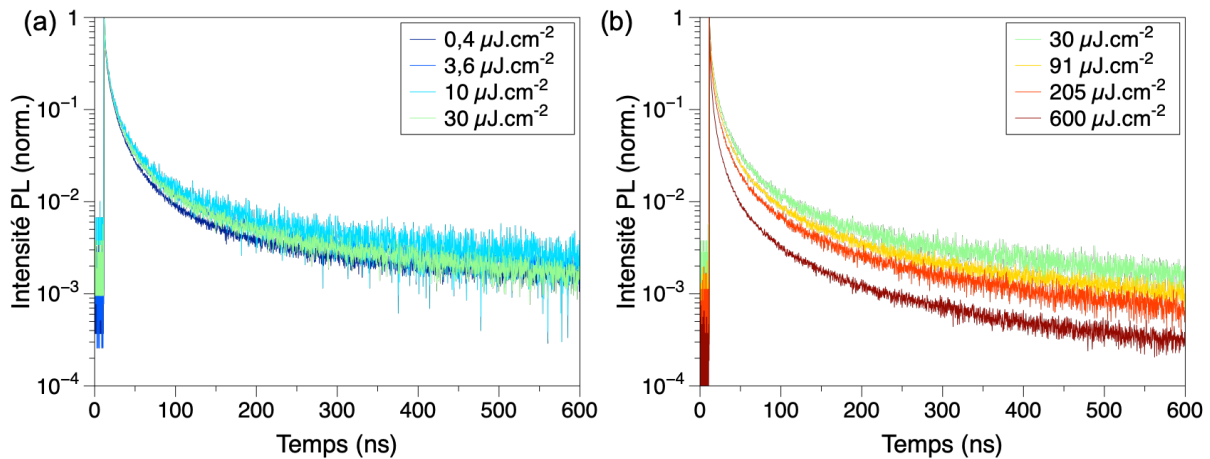 (a)
Intensité PL (norm.)
1
10⁻¹
10⁻²
10⁻³
10⁻⁴
0,4 µJ.cm⁻²
3,6 µJ.cm⁻²
10 µJ.cm⁻²
30 µJ.cm⁻²
0 100 200 300 400 500 600
Temps (ns)
(b)
Intensité PL (norm.)
1
10⁻¹
10⁻²
10⁻³
10⁻⁴
30 µJ.cm⁻²
91 µJ.cm⁻²
205 µJ.cm⁻²
600 µJ.cm⁻²
0 100 200 300 400 500 600
Temps (ns)